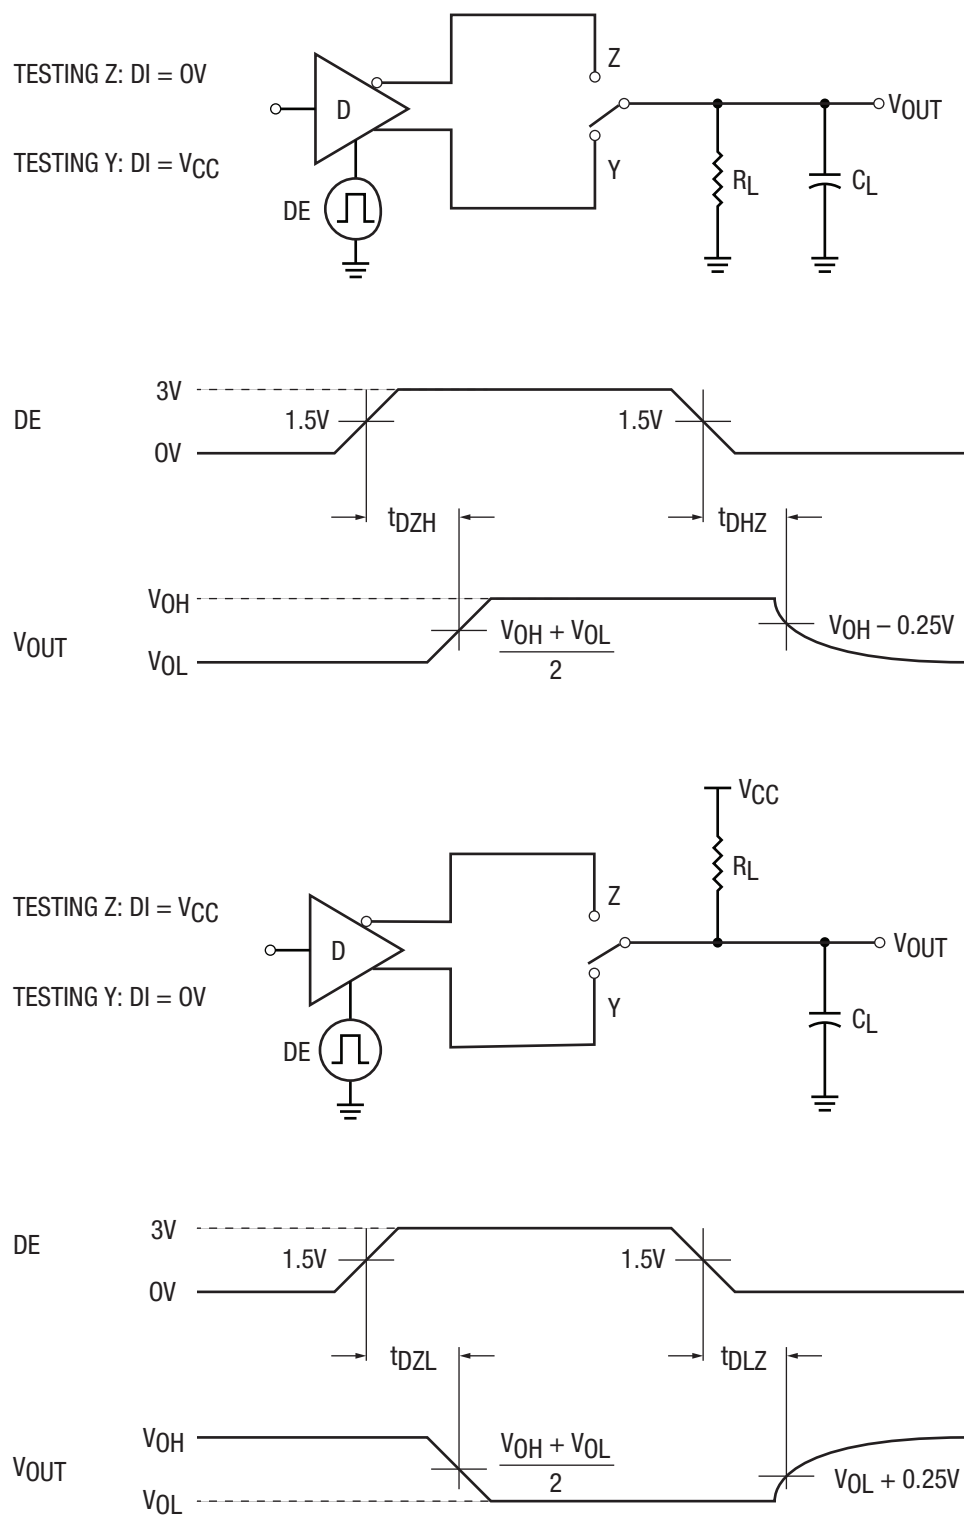 TESTING Z: DI = 0V
TESTING Y: DI = VCC
D
DE
Z
Y
VOUT
RL
CL
DE
3V
1.5V
0V
1.5V
tDZH
tDHZ
VOUT
VOH
VOL
VOH + VOL
2
VOH – 0.25V
VCC
RL
TESTING Z: DI = VCC
TESTING Y: DI = 0V
D
DE
Z
Y
VOUT
CL
DE
3V
1.5V
0V
1.5V
tDZL
tDLZ
VOUT
VOH
VOL
VOH + VOL
2
VOL + 0.25V